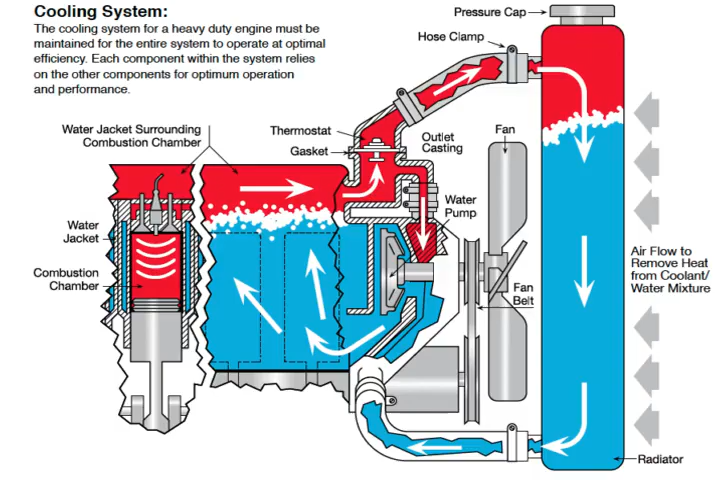 Cooling System:
The cooling system for a heavy duty engine must be
maintained for the entire system to operate at optimal
efficiency. Each component within the system relies
on the other components for optimum operation
and performance.
Pressure Cap
Hose Clamp
Water Jacket Surrounding
Combustion Chamber
Thermostat
Gasket
Outlet
Casting
Fan
Water
Pump
Water
Jacket
Combustion
Chamber
Fan
Belt
Air Flow to
Remove Heat
from Coolant/
Water Mixture
Radiator